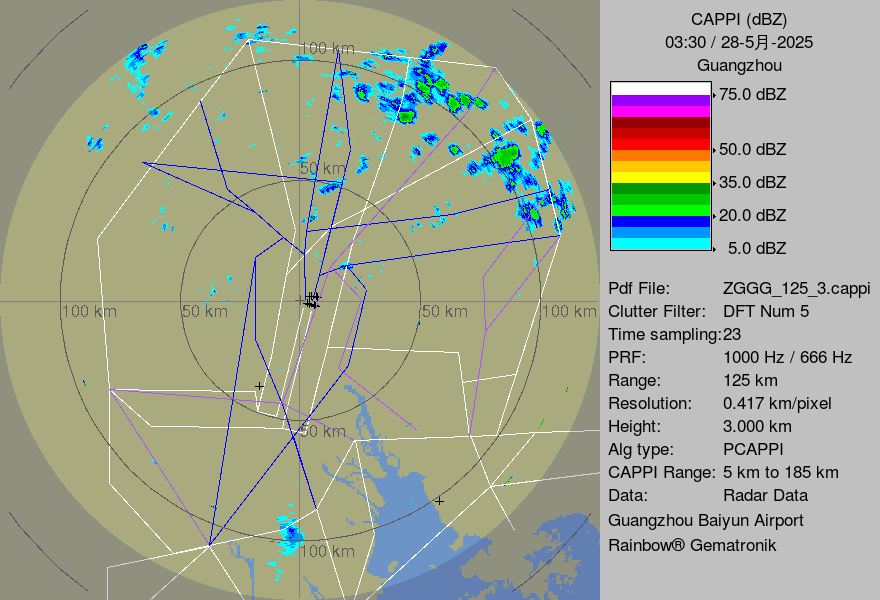 CAPPI (dBZ)
03:30 / 28-5月-2025
Guangzhou
75.0 dBZ
50.0 dBZ
35.0 dBZ
20.0 dBZ
5.0 dBZ
Pdf File: ZGGG_125_3.cappi
Clutter Filter: DFT Num 5
Time sampling:23
PRF: 1000 Hz / 666 Hz
Range: 125 km
Resolution: 0.417 km/pixel
Height: 3.000 km
Alg type: PCAPPI
CAPPI Range: 5 km to 185 km
Data: Radar Data
Guangzhou Baiyun Airport
Rainbow® Gematronik
100 km
50 km
100 km
50 km
50 km
100 km
50 km
100 km